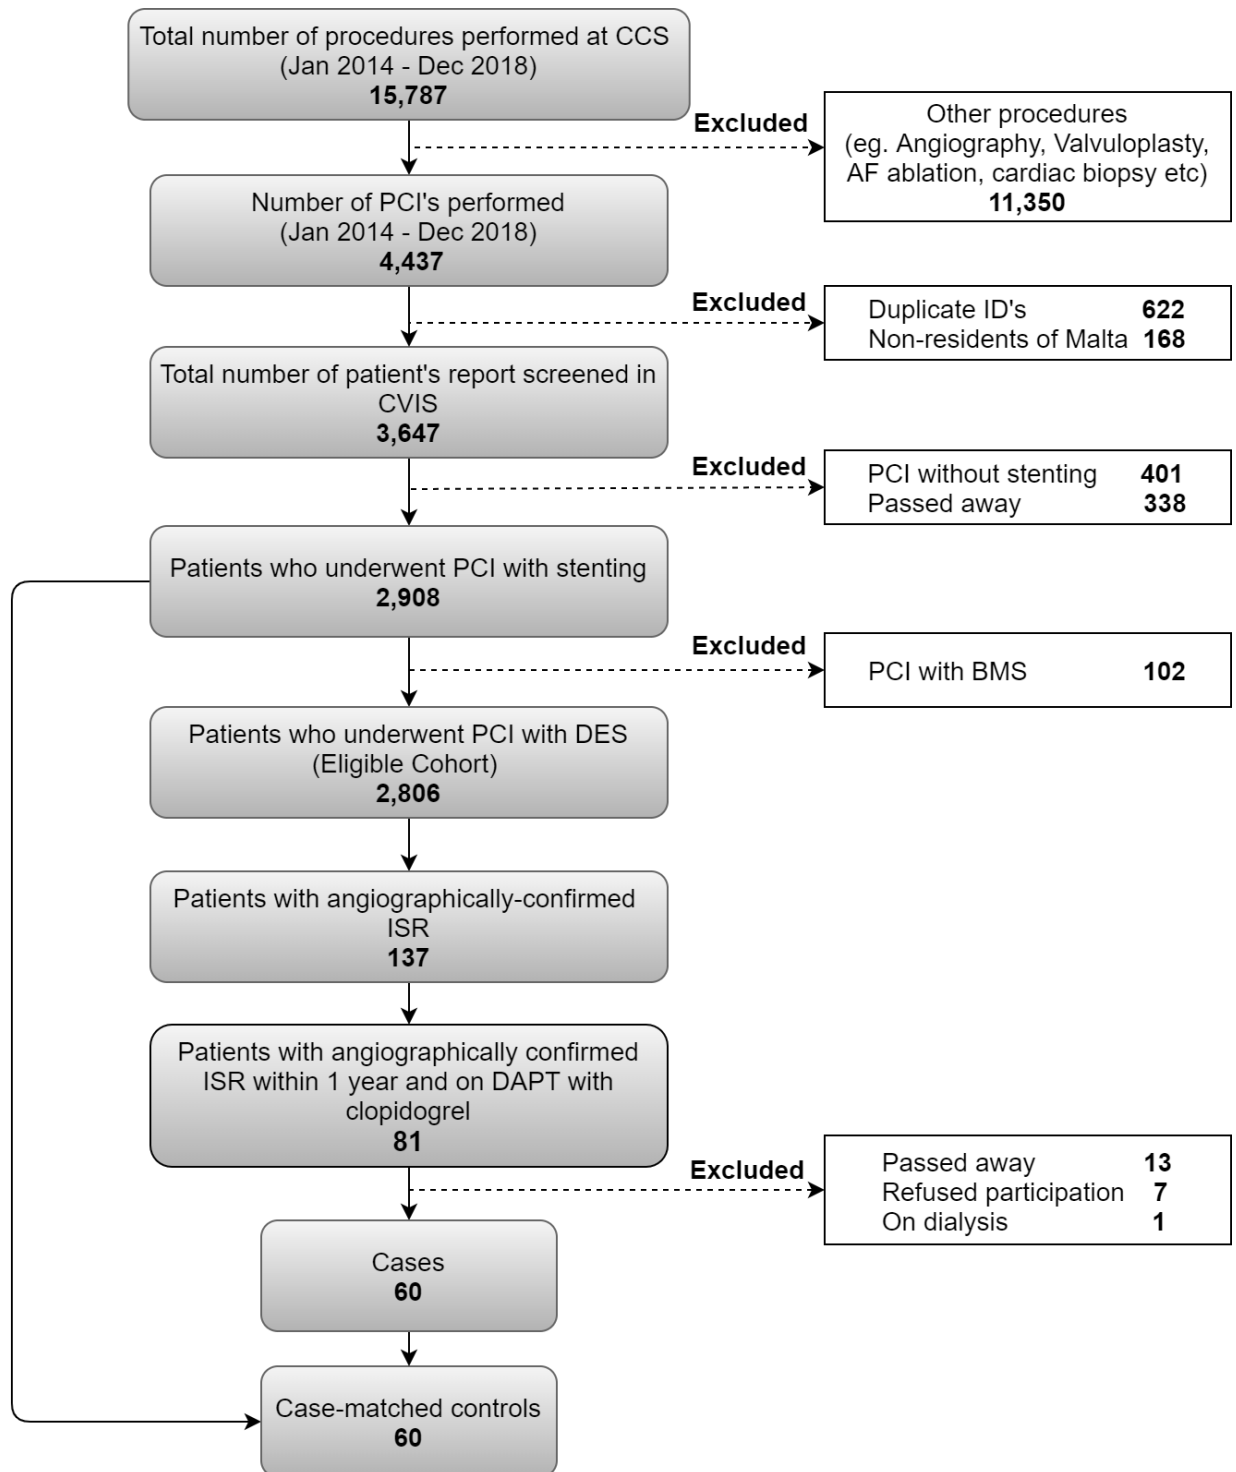 Total number of procedures performed at CCS
(Jan 2014 - Dec 2018)
15,787
Excluded
Other procedures
(eg. Angiography, Valvuloplasty,
AF ablation, cardiac biopsy etc)
11,350
Number of PCI's performed
(Jan 2014 - Dec 2018)
4,437
Excluded
Duplicate ID's 622
Non-residents of Malta 168
Total number of patient's report screened in
CVIS
3,647
Excluded
PCI without stenting 401
Passed away 338
Patients who underwent PCI with stenting
2,908
Excluded
PCI with BMS 102
Patients who underwent PCI with DES
(Eligible Cohort)
2,806
Patients with angiographically-confirmed
ISR
137
Patients with angiographically confirmed
ISR within 1 year and on DAPT with
clopidogrel
81
Excluded
Passed away 13
Refused participation 7
On dialysis 1
Cases
60
Case-matched controls
60